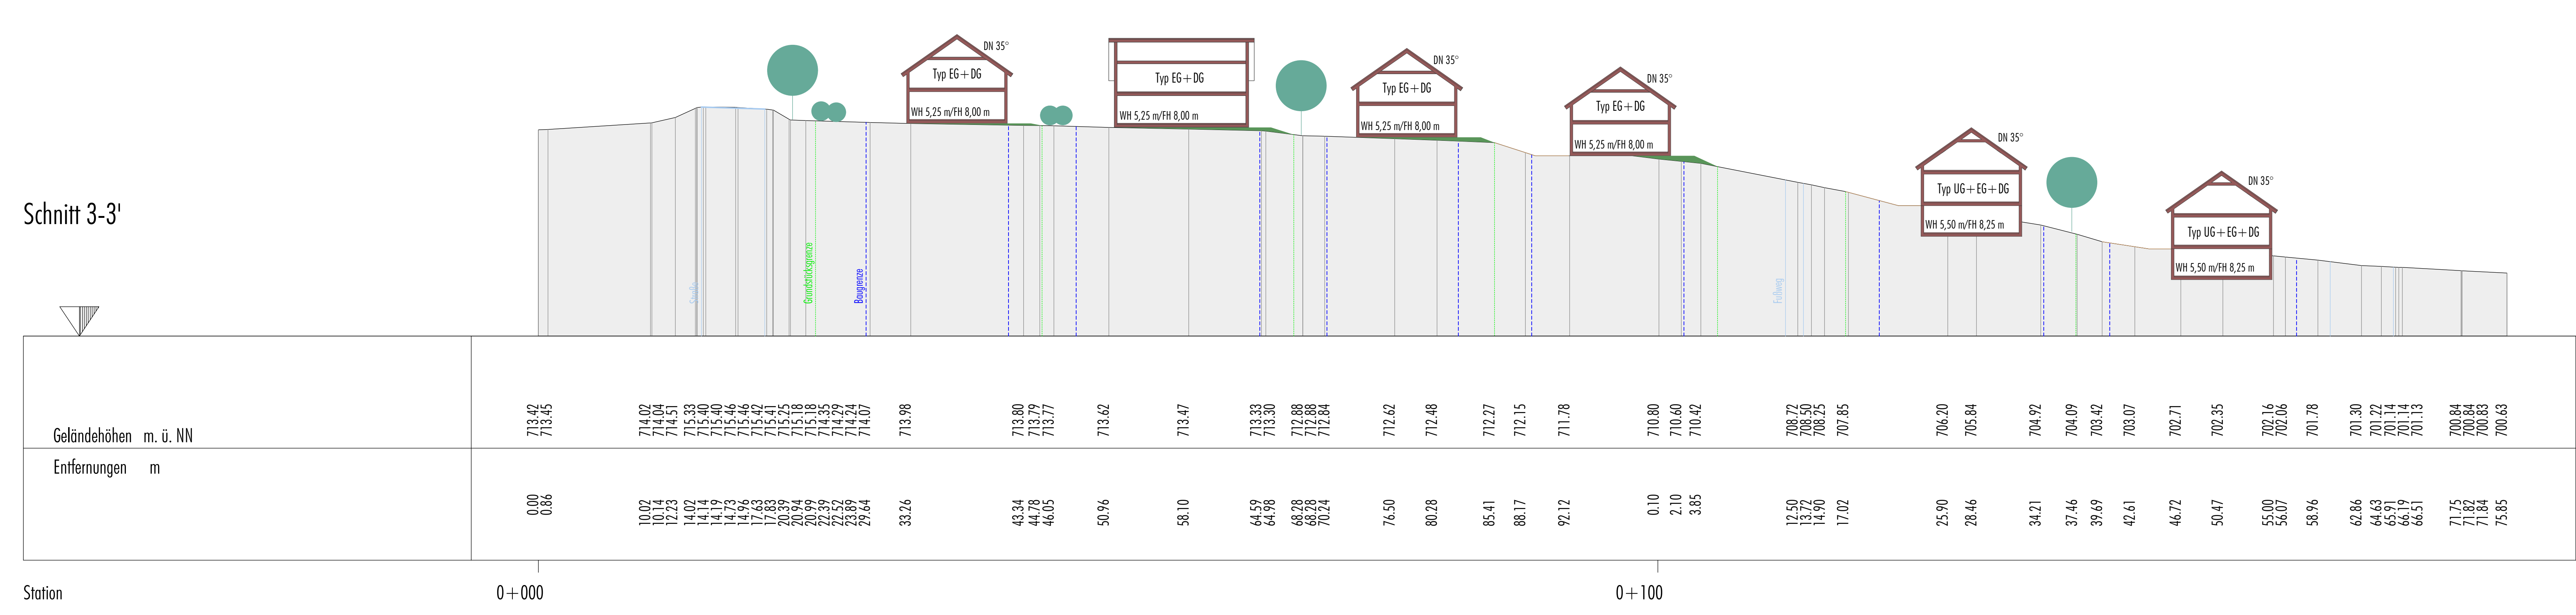 DN 35°
Typ EG+DG
WH 5,25 m/FH 8,00 m
Typ EG+DG
WH 5,25 m/FH 8,00 m
DN 35°
Typ EG+DG
WH 5,25 m/FH 8,00 m
DN 35°
Typ EG+DG
WH 5,25 m/FH 8,00 m
DN 35°
Typ UG+EG+DG
WH 5,50 m/FH 8,25 m
DN 35°
Typ UG+EG+DG
WH 5,50 m/FH 8,25 m
Schnitt 3-3'
Straße
Grundstücksgrenze
Baugrenze
Fußweg
Geländehöhen m. ü. NN
713.42 713.45 714.02 714.04 714.51 715.33 715.40 715.40 715.46 715.46 715.42 715.41 715.25 715.18 715.18 714.35 714.29 714.24 714.07 713.98 713.80 713.79 713.77 713.62 713.47 713.33 713.30 712.88 712.88 712.84 712.62 712.48 712.27 712.15 711.78 710.80 710.60 710.42 708.72 708.50 708.25 707.85 706.20 705.84 704.92 704.09 703.42 703.07 702.71 702.35 702.16 702.06 701.78 701.30 701.22 701.14 701.14 701.13 700.84 700.84 700.83 700.63
Entfernungen m
0.00 0.86 10.02 10.14 12.23 14.02 14.14 14.19 14.73 14.96 17.63 17.83 20.39 20.94 20.99 22.39 22.52 23.89 29.64 33.26 43.34 44.78 46.05 50.96 58.10 64.59 64.98 68.28 68.28 70.24 76.50 80.28 85.41 88.17 92.12 0.10 2.10 3.85 12.50 13.72 14.90 17.02 25.90 28.46 34.21 37.46 39.69 42.61 46.72 50.47 55.00 56.07 58.96 62.86 64.63 65.91 66.19 66.51 71.75 71.82 71.84 75.85
Station
0+000
0+100